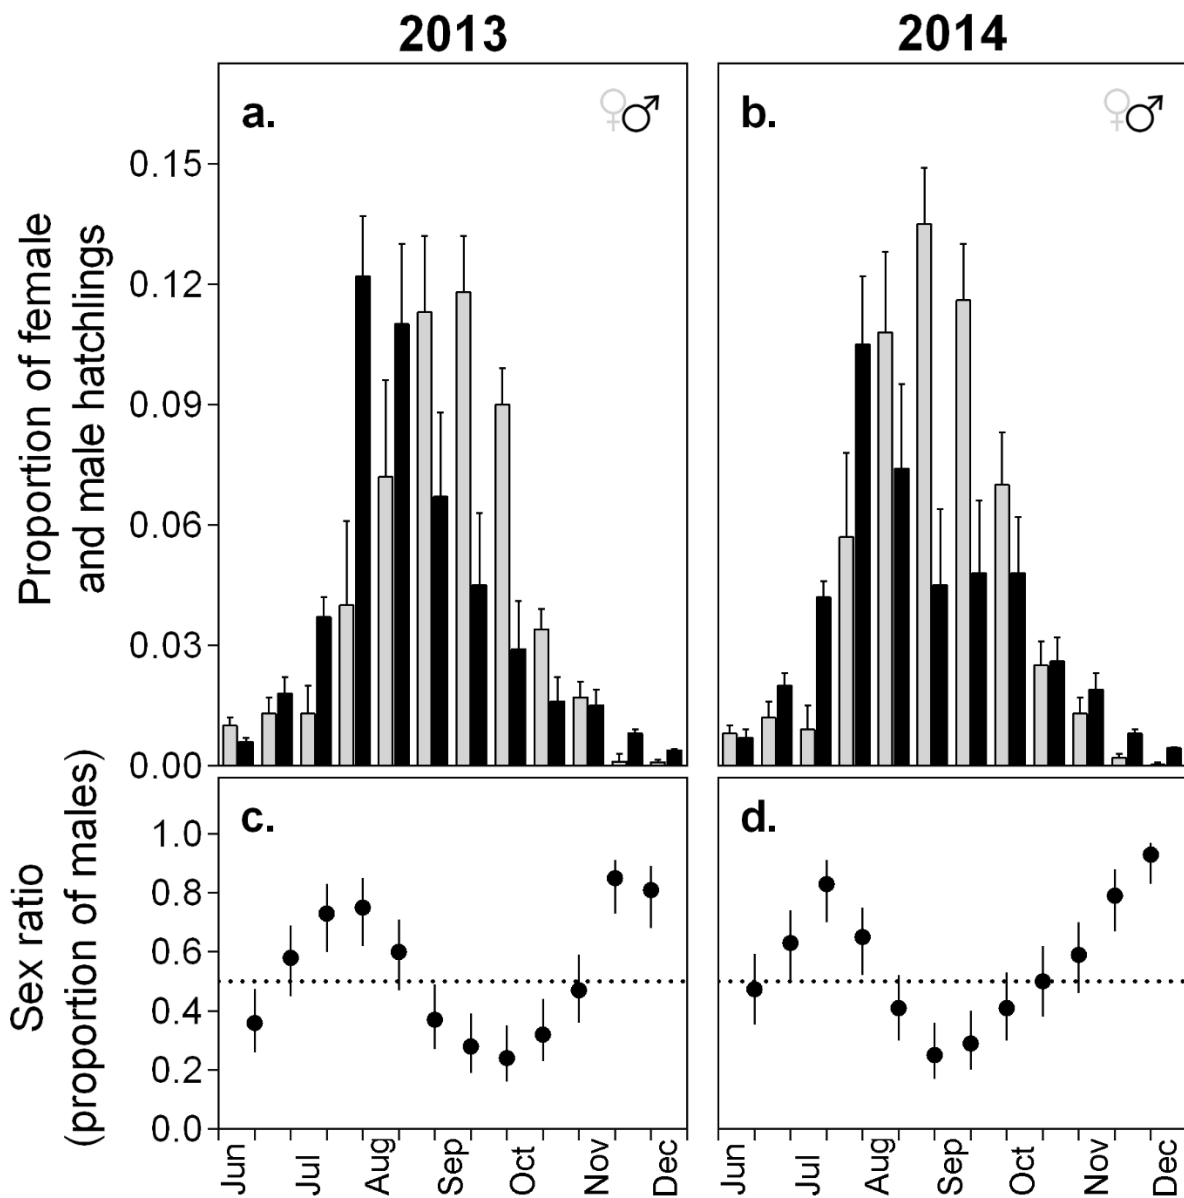 2013
2014
a.
♀♂
b.
♀♂
Proportion of female
and male hatchlings
0.15
0.12
0.09
0.06
0.03
0.00
c.
d.
Sex ratio
(proportion of males)
1.0
0.8
0.6
0.4
0.2
0.0
Jun
Jul
Aug
Sep
Oct
Nov
Dec
Jun
Jul
Aug
Sep
Oct
Nov
Dec